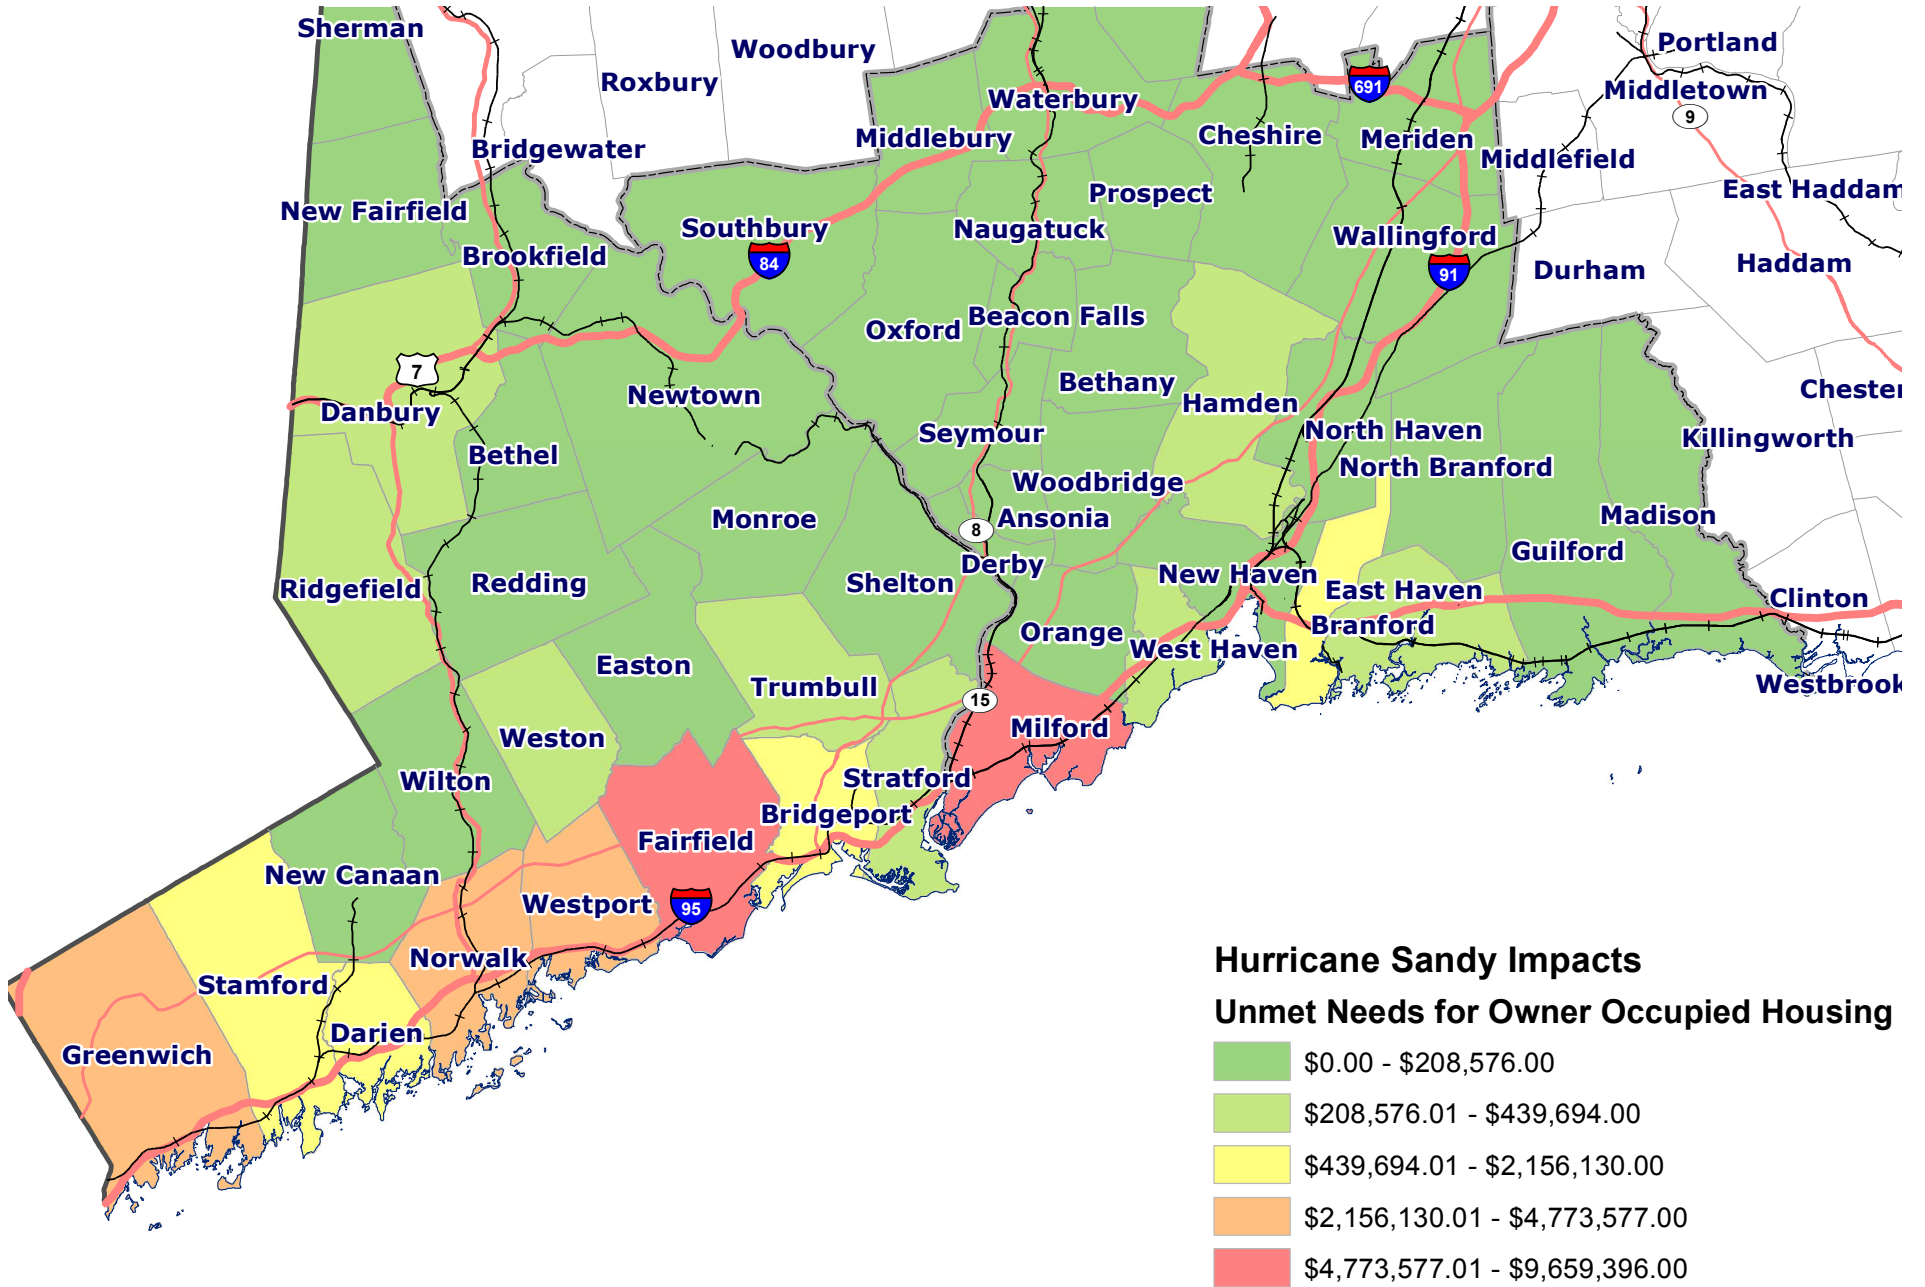 Sherman
Woodbury
Portland
Roxbury
691
Middletown
Waterbury
9
Middlebury
Cheshire
Meriden
Bridgewater
Middlefield
East Haddam
Prospect
New Fairfield
Southbury
Naugatuck
Wallingford
Brookfield
84
91
Durham
Haddam
Oxford
Beacon Falls
7
Newtown
Bethany
Chester
Danbury
Hamden
Seymour
North Haven
Killingworth
Bethel
North Branford
Woodbridge
Monroe
8
Ansonia
Madison
Guilford
Derby
New Haven
Ridgefield
Redding
Shelton
East Haven
Clinton
Orange
Branford
West Haven
Easton
Trumbull
Westbrook
15
Weston
Milford
Wilton
Stratford
Bridgeport
Fairfield
New Canaan
Westport
95
Norwalk
Stamford
Darien
Greenwich
Hurricane Sandy Impacts
Unmet Needs for Owner Occupied Housing
$0.00 - $208,576.00
$208,576.01 - $439,694.00
$439,694.01 - $2,156,130.00
$2,156,130.01 - $4,773,577.00
$4,773,577.01 - $9,659,396.00